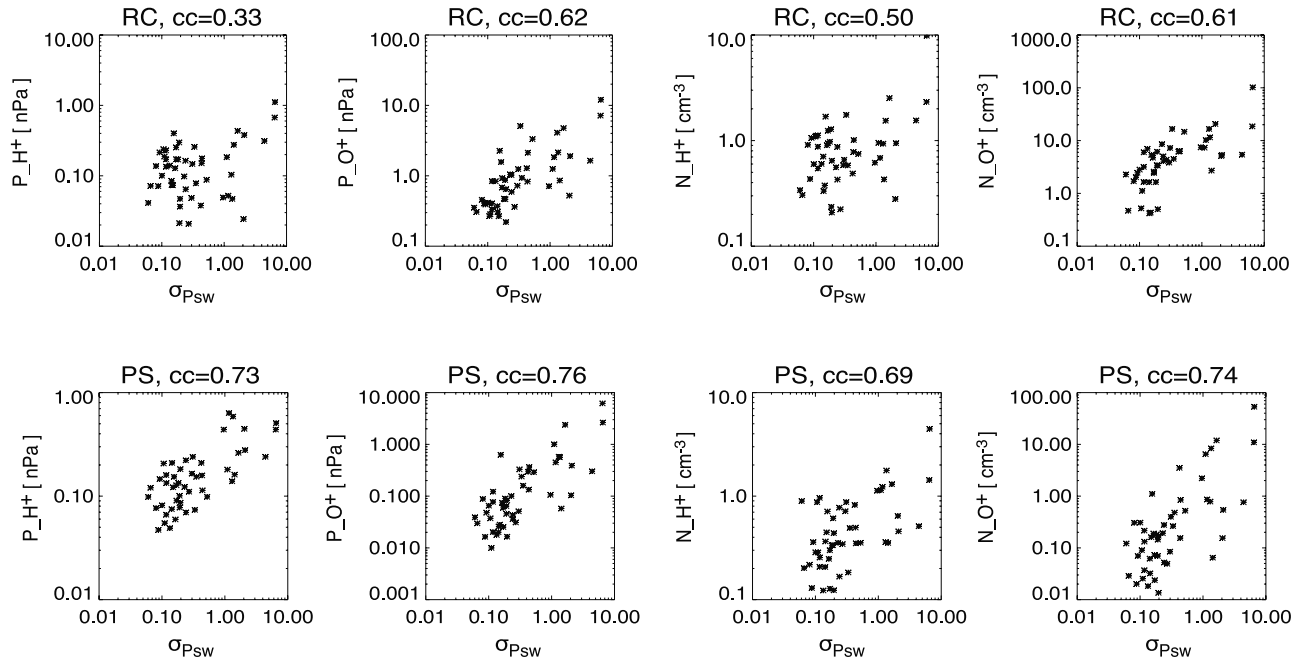 RC, cc=0.33
RC, cc=0.62
RC, cc=0.50
RC, cc=0.61
P_H+ [ nPa]
10.00
1.00
0.10
0.01
0.01 0.10 1.00 10.00
σPsw
P_O+ [ nPa]
100.0
10.0
1.0
0.1
0.01 0.10 1.00 10.00
σPsw
N_H+ [ cm-3 ]
10.0
1.0
0.1
0.01 0.10 1.00 10.00
σPsw
N_O+ [ cm-3 ]
1000.0
100.0
10.0
1.0
0.1
0.01 0.10 1.00 10.00
σPsw
PS, cc=0.73
PS, cc=0.76
PS, cc=0.69
PS, cc=0.74
P_H+ [ nPa]
1.00
0.10
0.01
0.01 0.10 1.00 10.00
σPsw
P_O+ [ nPa]
10.000
1.000
0.100
0.010
0.001
0.01 0.10 1.00 10.00
σPsw
N_H+ [ cm-3 ]
10.0
1.0
0.1
0.01 0.10 1.00 10.00
σPsw
N_O+ [ cm-3 ]
100.00
10.00
1.00
0.10
0.01
0.01 0.10 1.00 10.00
σPsw